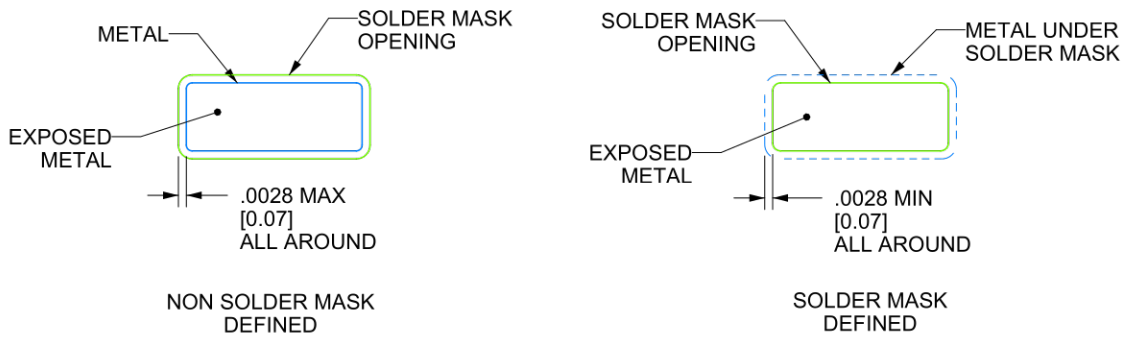 METAL
SOLDER MASK
OPENING
EXPOSED
METAL
.0028 MAX
[0.07]
ALL AROUND
NON SOLDER MASK
DEFINED
SOLDER MASK
OPENING
METAL UNDER
SOLDER MASK
EXPOSED
METAL
.0028 MIN
[0.07]
ALL AROUND
SOLDER MASK
DEFINED